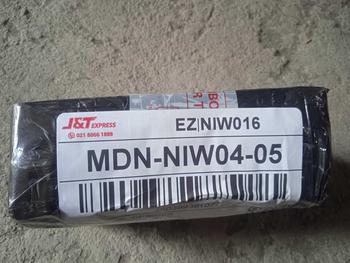 J&T EXPRESS
021 8066 1888
EZ|NIW016
MDN-NIW04-05